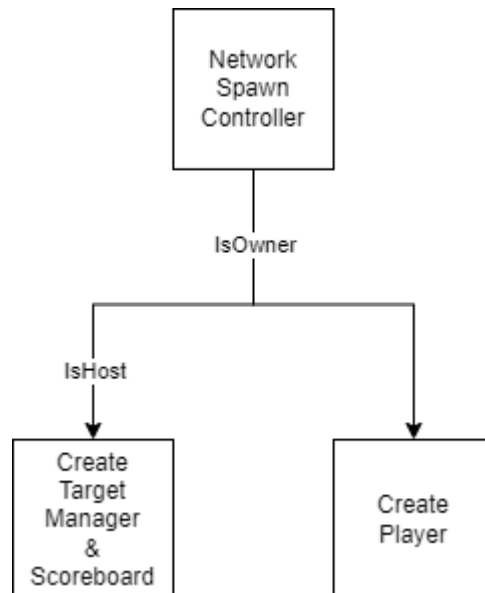 Network
Spawn
Controller
IsOwner
IsHost
Create
Target
Manager
&
Scoreboard
Create
Player